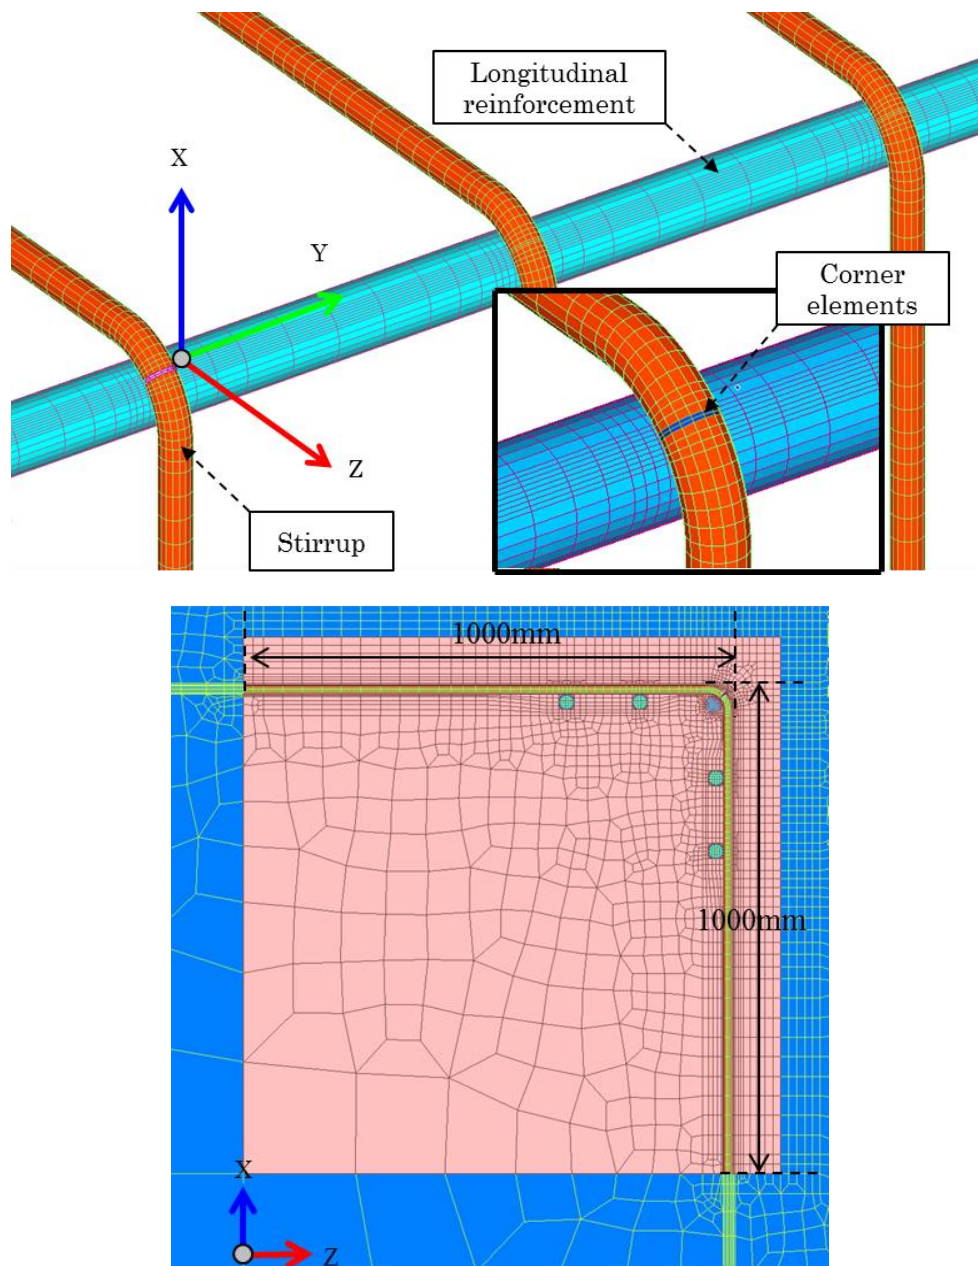 Longitudinal
reinforcement
X
Y
Corner
elements
Z
Stirrup
1000mm
1000mm
X
Z